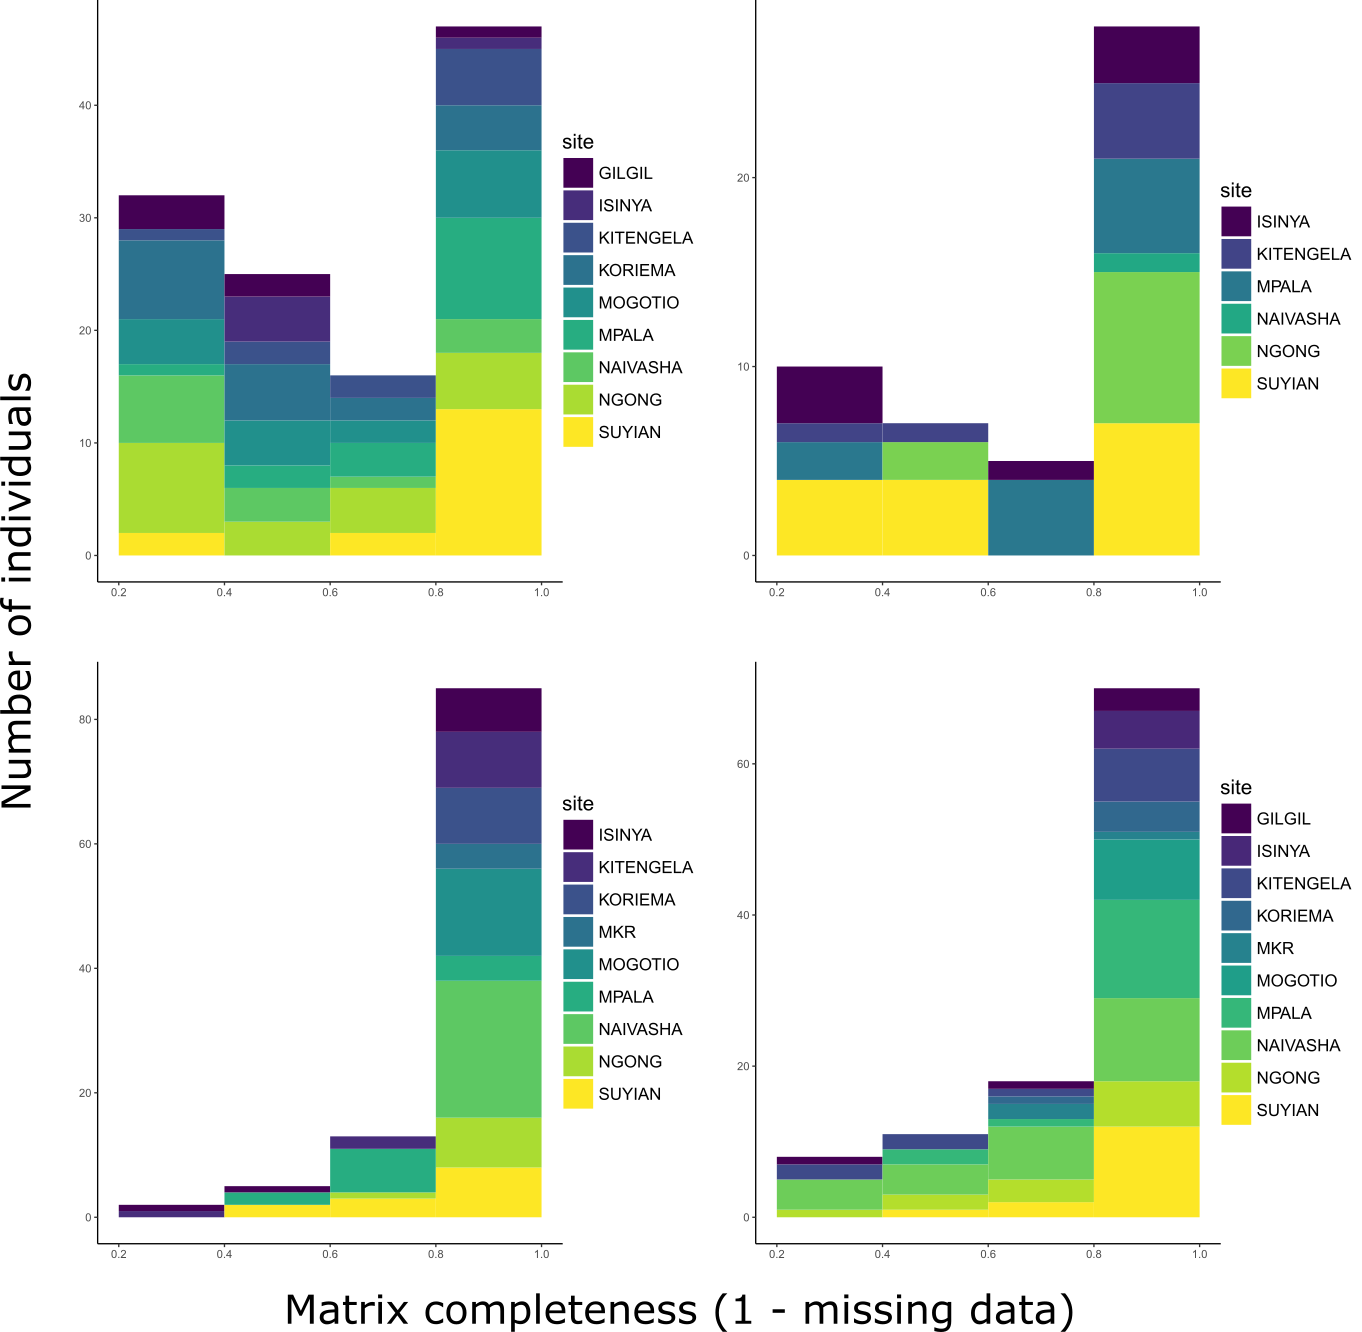 Number of individuals
40
30
20
10
0
0.2 0.4 0.6 0.8 1.0
site
GILGIL
ISINYA
KITENGELA
KORIEMA
MOGOTIO
MPALA
NAIVASHA
NGONG
SUYIAN
20
10
0
0.2 0.4 0.6 0.8 1.0
site
ISINYA
KITENGELA
MPALA
NAIVASHA
NGONG
SUYIAN
80
60
40
20
0
0.2 0.4 0.6 0.8 1.0
site
ISINYA
KITENGELA
KORIEMA
MKR
MOGOTIO
MPALA
NAIVASHA
NGONG
SUYIAN
60
40
20
0
0.2 0.4 0.6 0.8 1.0
site
GILGIL
ISINYA
KITENGELA
KORIEMA
MKR
MOGOTIO
MPALA
NAIVASHA
NGONG
SUYIAN
Matrix completeness (1 - missing data)